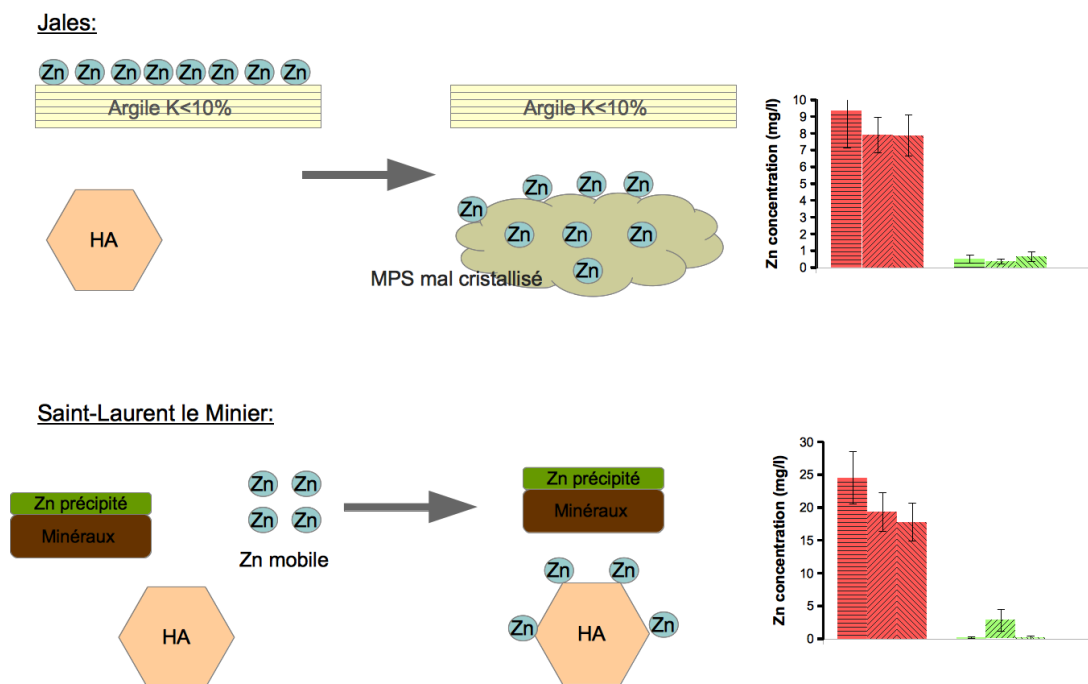 Jales:
Zn Zn Zn Zn Zn Zn Zn Zn
Argile K<10%
Argile K<10%
HA
Zn Zn Zn Zn
Zn Zn Zn Zn
Zn
MPS mal cristallisé
Zn concentration (mg/l)
10
9
8
7
6
5
4
3
2
1
0
Saint-Laurent le Minier:
Zn précipité
Minéraux
Zn Zn
Zn Zn
Zn mobile
HA
Zn précipité
Minéraux
Zn Zn
Zn HA Zn
Zn concentration (mg/l)
30
25
20
15
10
5
0